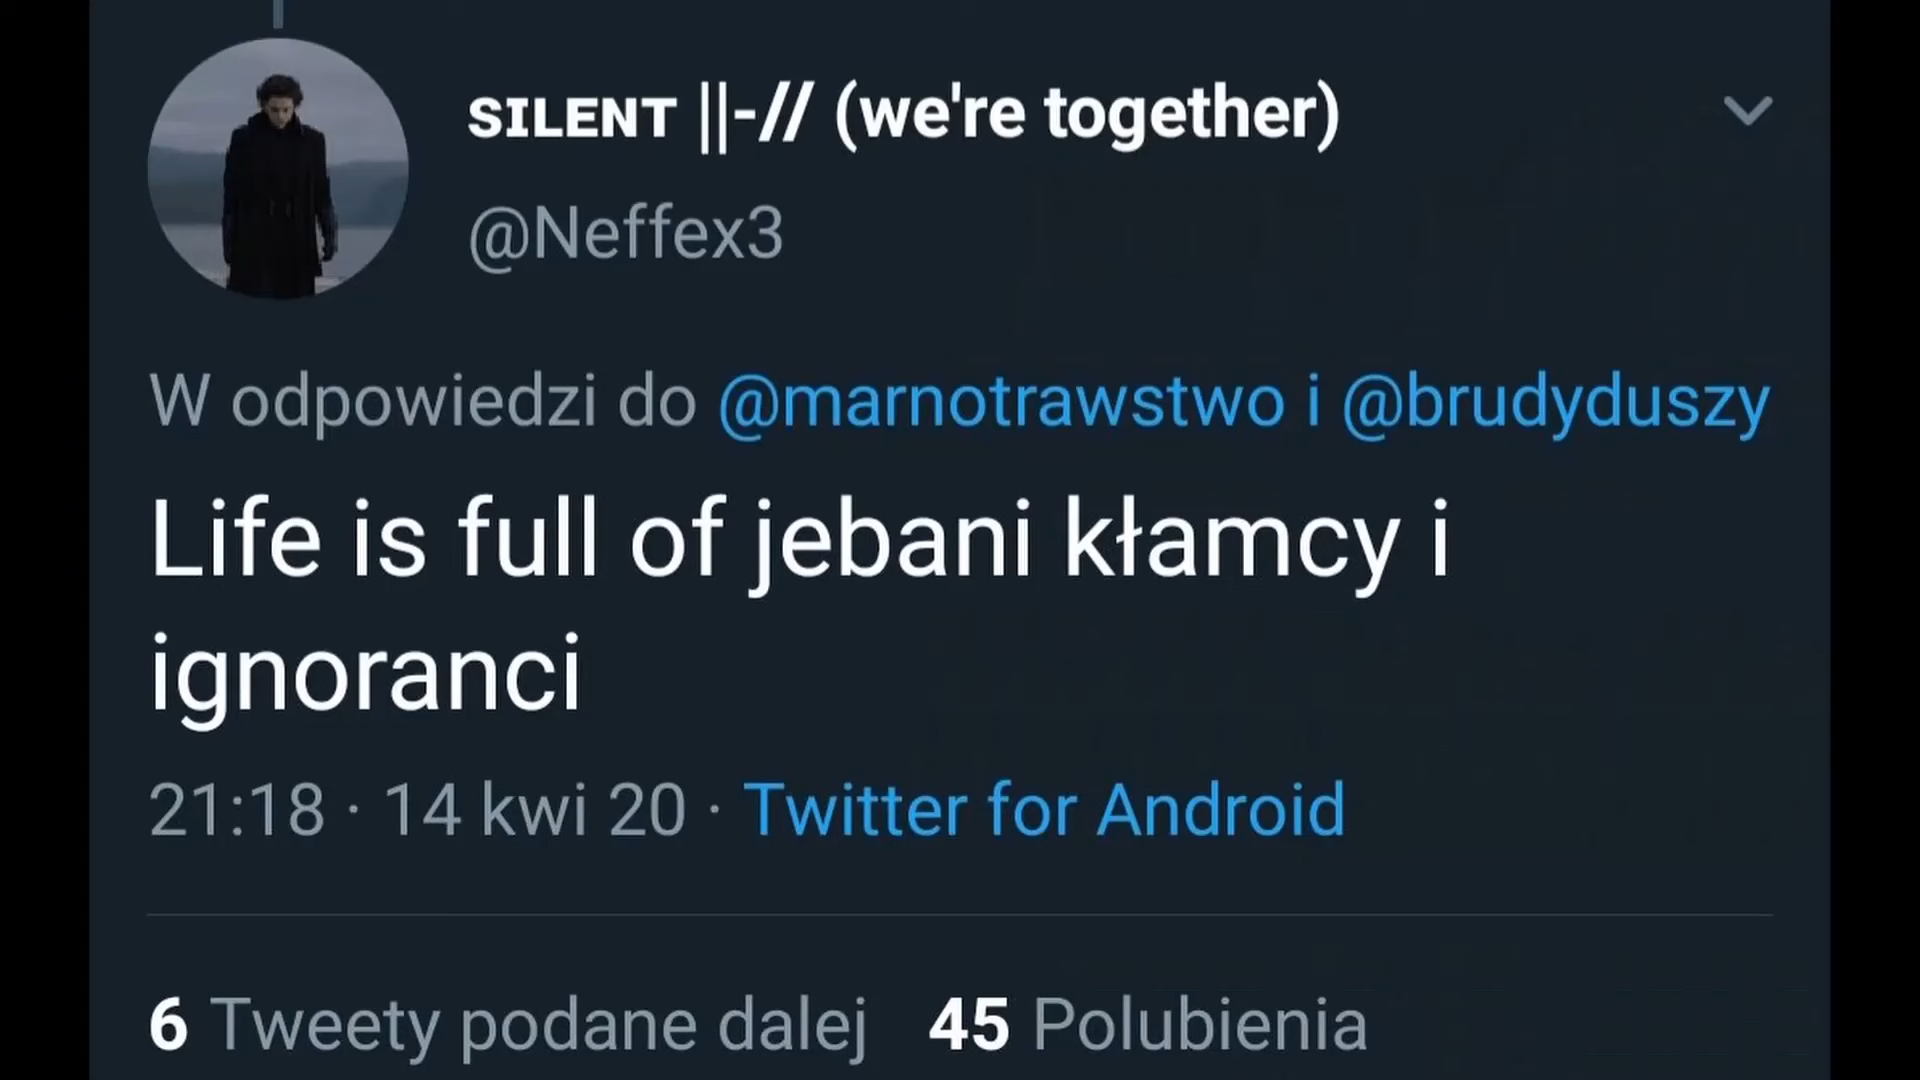 SILENT ||-// (we're together)
@Neffex3
W odpowiedzi do @marnotrawstwo i @brudyduszy
Life is full of jebani kłamcy i
ignoranci
21:18 · 14 kwi 20 · Twitter for Android
6 Tweety podane dalej 45 Polubienia